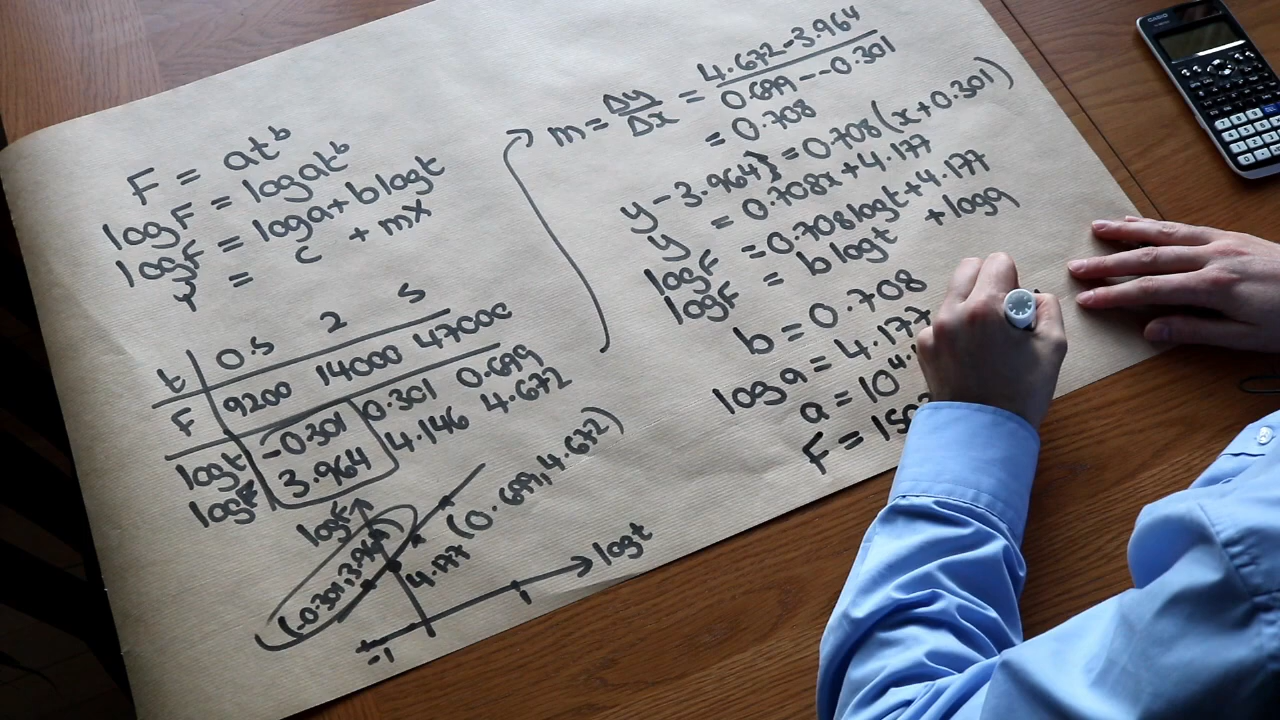 F = at^b
log F = log at^b
log F = log a + b log t
y = c + mx
t 0.5 2 5
F 9200 14000 47000
log t -0.301 0.301 0.699
log F 3.964 4.146 4.672
log F
(-0.301, 3.964)
4.177 (0.699, 4.672)
log t
-1 1
m = Δy/Δx = 4.672-3.964 / 0.699--0.301
= 0.708
y - 3.964 = 0.708(x + 0.301)
y = 0.708x + 4.177
log F = 0.708 log t + 4.177
log F = b log t + log a
b = 0.708
log a = 4.177
a = 10^4.
F = 150
CASIO